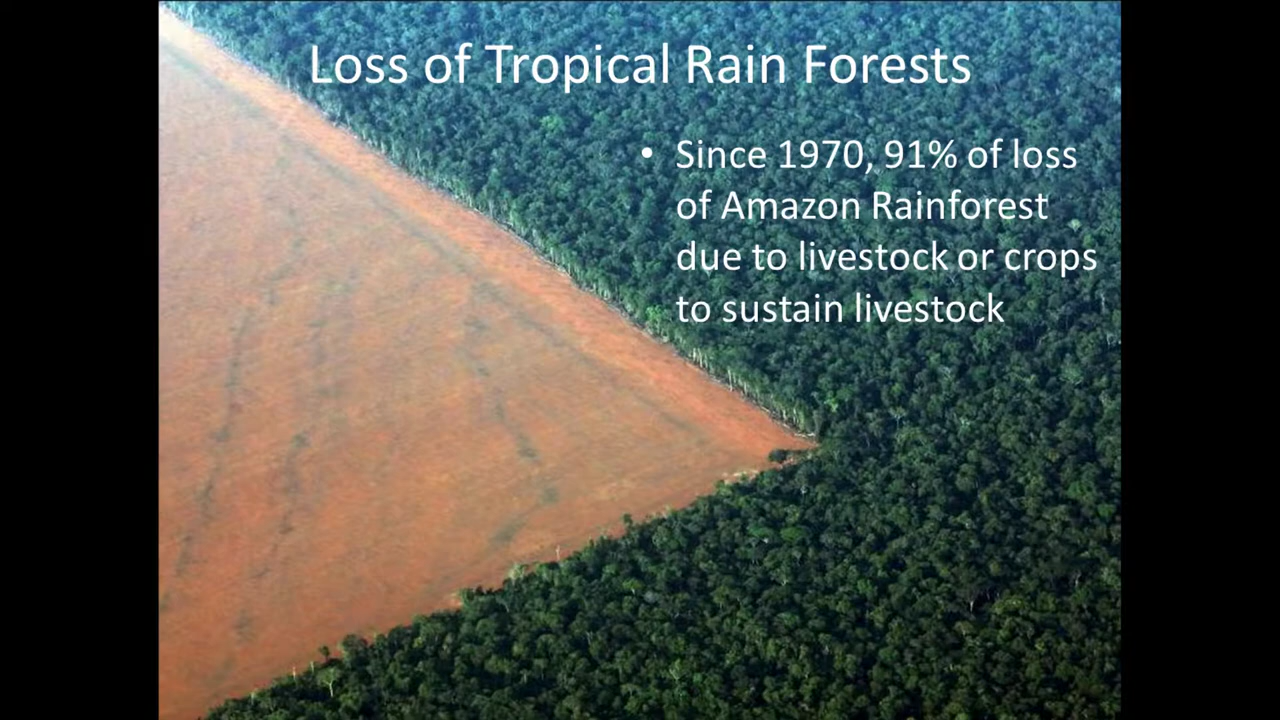 Loss of Tropical Rain Forests
• Since 1970, 91% of loss
of Amazon Rainforest
due to livestock or crops
to sustain livestock